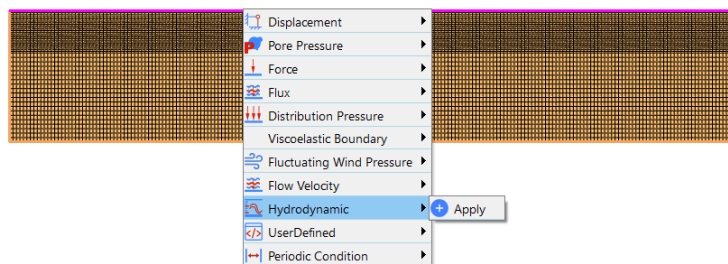 Displacement
Pore Pressure
Force
Flux
Distribution Pressure
Viscoelastic Boundary
Fluctuating Wind Pressure
Flow Velocity
Hydrodynamic
Apply
UserDefined
Periodic Condition